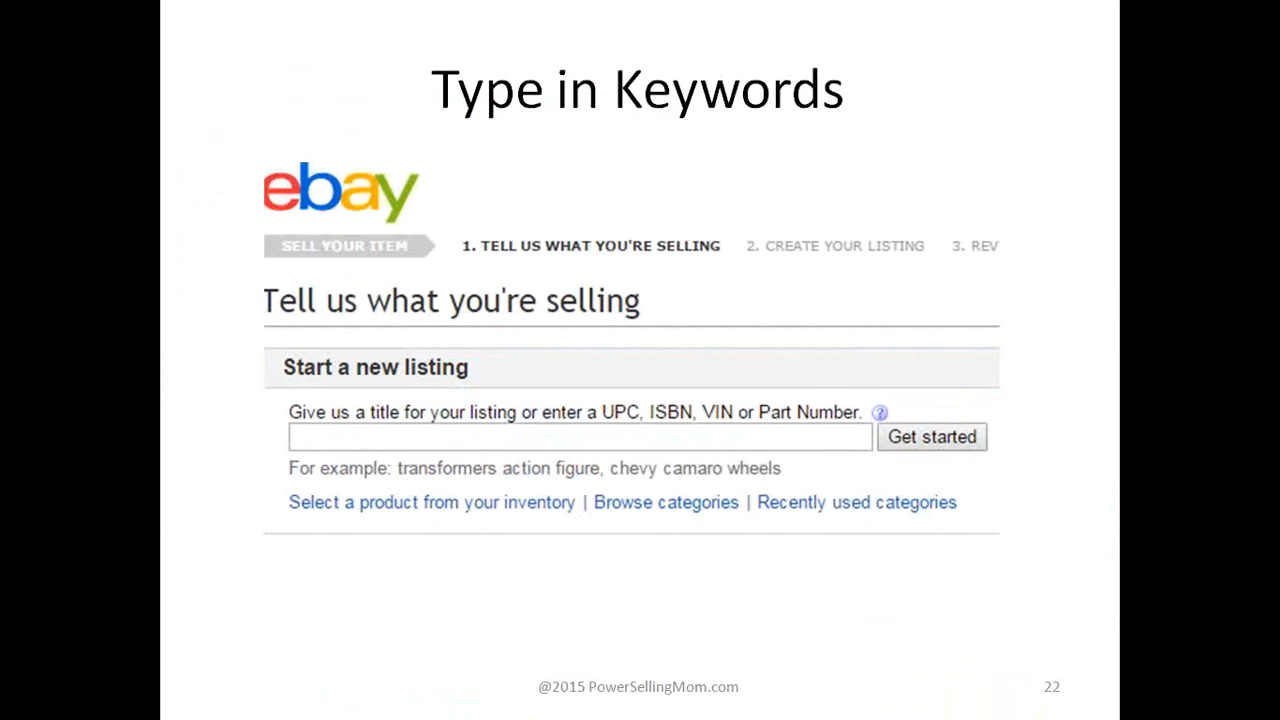 Type in Keywords
ebay
SELL YOUR ITEM 1. TELL US WHAT YOU'RE SELLING 2. CREATE YOUR LISTING 3. REV
Tell us what you're selling
Start a new listing
Give us a title for your listing or enter a UPC, ISBN, VIN or Part Number. ?
Get started
For example: transformers action figure, chevy camaro wheels
Select a product from your inventory | Browse categories | Recently used categories
@2015 PowerSellingMom.com 22